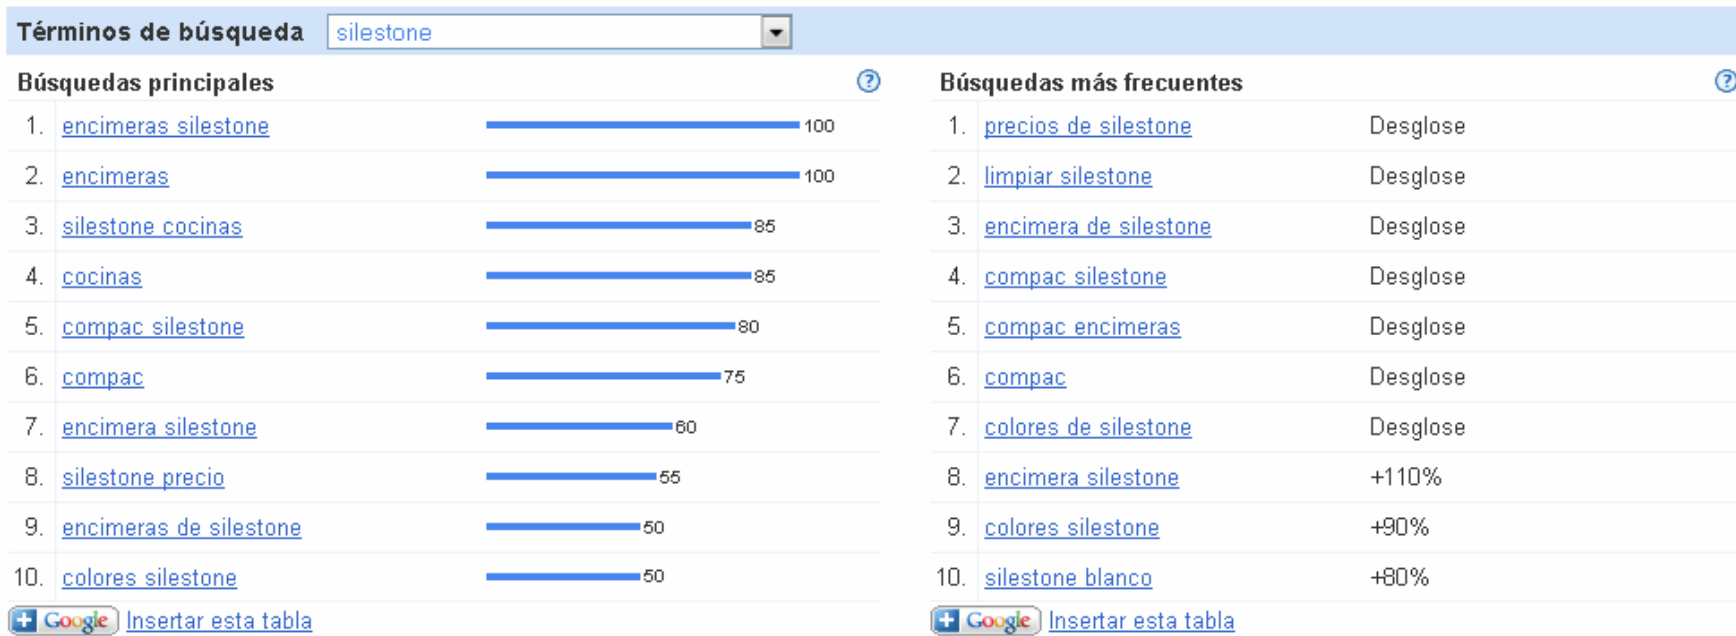 Términos de búsqueda silestone
Búsquedas principales ?
1. encimeras silestone 100
2. encimeras 100
3. silestone cocinas 85
4. cocinas 85
5. compac silestone 80
6. compac 75
7. encimera silestone 60
8. silestone precio 55
9. encimeras de silestone 50
10. colores silestone 50
+ Google Insertar esta tabla
Búsquedas más frecuentes ?
1. precios de silestone Desglose
2. limpiar silestone Desglose
3. encimera de silestone Desglose
4. compac silestone Desglose
5. compac encimeras Desglose
6. compac Desglose
7. colores de silestone Desglose
8. encimera silestone +110%
9. colores silestone +90%
10. silestone blanco +80%
+ Google Insertar esta tabla